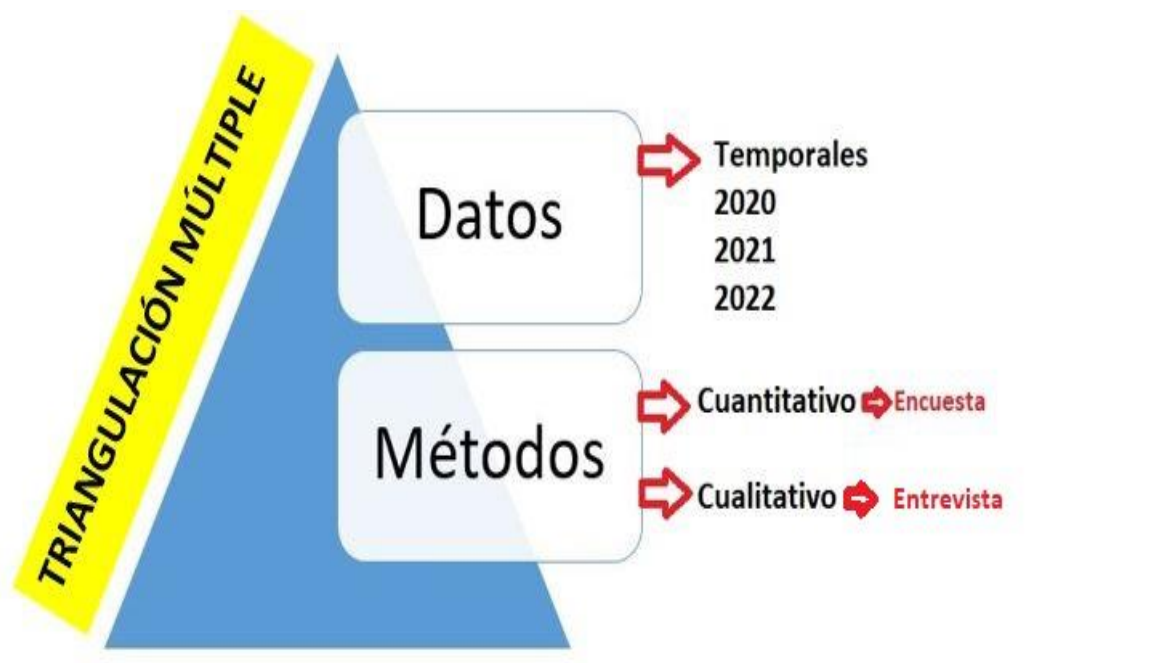 TRIANGULACIÓN MÚLTIPLE
Datos
Temporales
2020
2021
2022
Métodos
Cuantitativo Encuesta
Cualitativo Entrevista